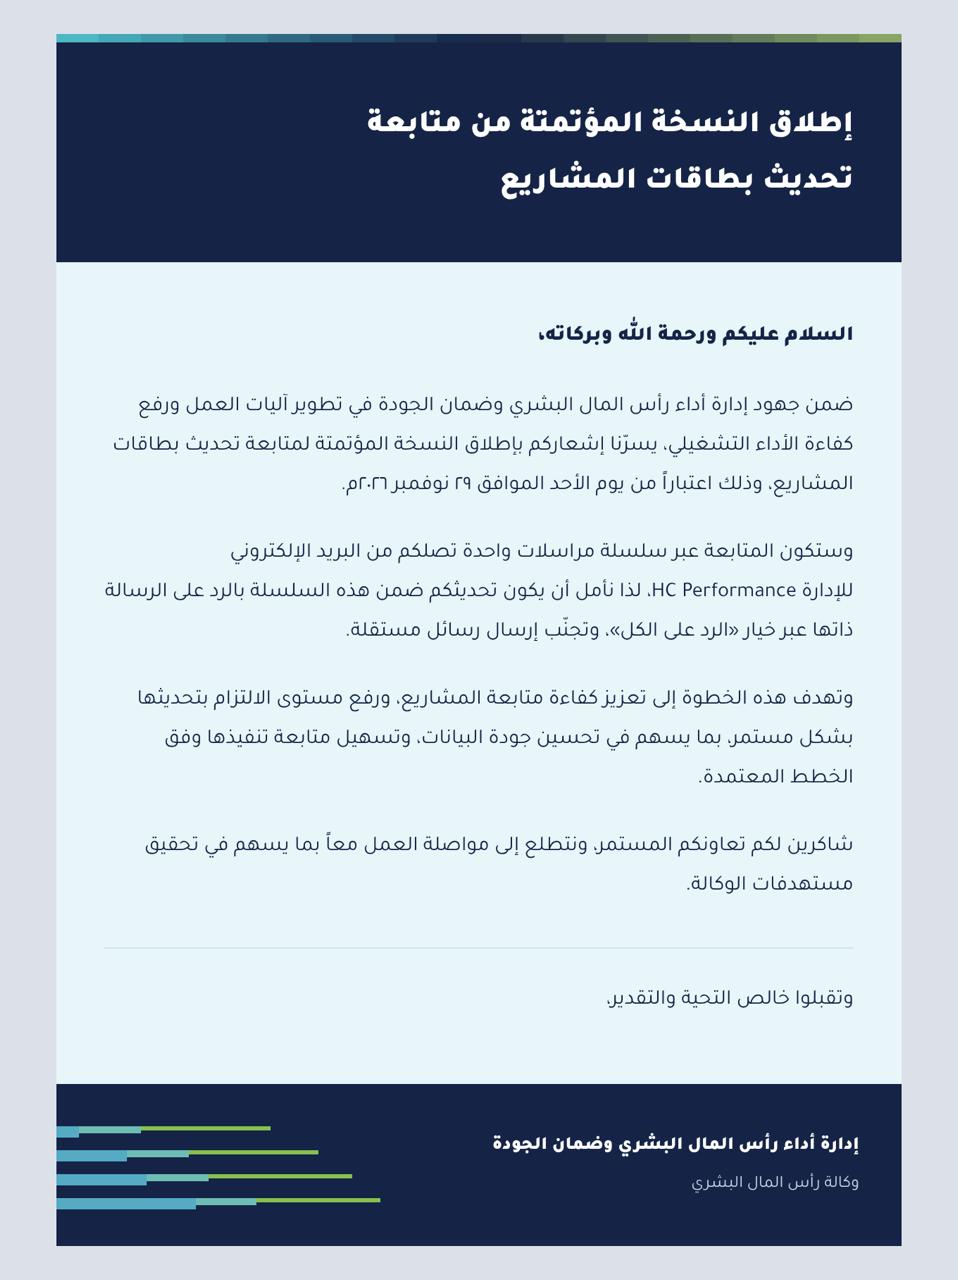 إطلاق النسخة المؤتمتة من متابعة
تحديث بطاقات المشاريع
السلام عليكم ورحمة الله وبركاته،
ضمن جهود إدارة أداء رأس المال البشري وضمان الجودة في تطوير آليات العمل ورفع
كفاءة الأداء التشغيلي، يسرّنا إشعاركم بإطلاق النسخة المؤتمتة لمتابعة تحديث بطاقات
المشاريع، وذلك اعتباراً من يوم الأحد الموافق ٢٩ نوفمبر ٢٠٢٦م.
وستكون المتابعة عبر سلسلة مراسلات واحدة تصلكم من البريد الإلكتروني
للإدارة HC Performance، لذا نأمل أن يكون تحديثكم ضمن هذه السلسلة بالرد على الرسالة
ذاتها عبر خيار «الرد على الكل»، وتجنّب إرسال رسائل مستقلة.
وتهدف هذه الخطوة إلى تعزيز كفاءة متابعة المشاريع، ورفع مستوى الالتزام بتحديثها
بشكل مستمر، بما يسهم في تحسين جودة البيانات، وتسهيل متابعة تنفيذها وفق
الخطط المعتمدة.
شاكرين لكم تعاونكم المستمر، ونتطلع إلى مواصلة العمل معاً بما يسهم في تحقيق
مستهدفات الوكالة.
وتقبلوا خالص التحية والتقدير،
إدارة أداء رأس المال البشري وضمان الجودة
وكالة رأس المال البشري